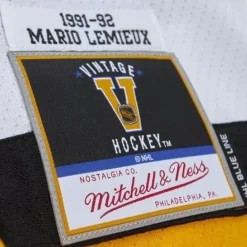 1991-92
MARIO LEMIEUX
VINTAGE
V
HOCKEY™
® NHL
NOSTALGIA CO.
Mitchell & Ness
PHILADELPHIA, PA.
NHL BLUE LINE